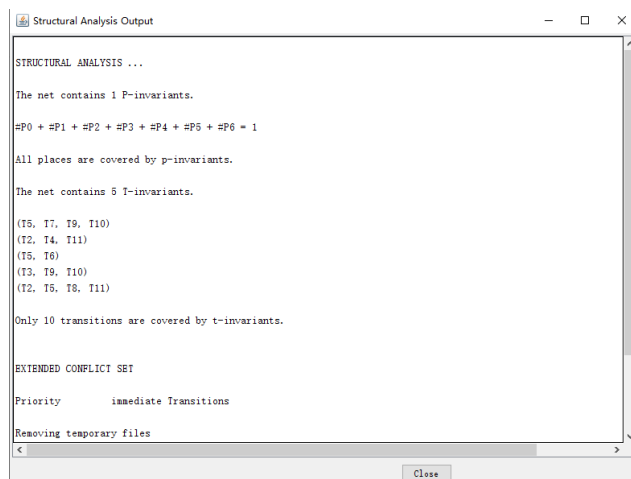 Structural Analysis Output
STRUCTURAL ANALYSIS ...
The net contains 1 P-invariants.
#P0 + #P1 + #P2 + #P3 + #P4 + #P5 + #P6 = 1
All places are covered by p-invariants.
The net contains 5 T-invariants.
(T5, T7, T9, T10)
(T2, T4, T11)
(T5, T6)
(T3, T9, T10)
(T2, T5, T8, T11)
Only 10 transitions are covered by t-invariants.
EXTENDED CONFLICT SET
Priority immediate Transitions
Removing temporary files
Close